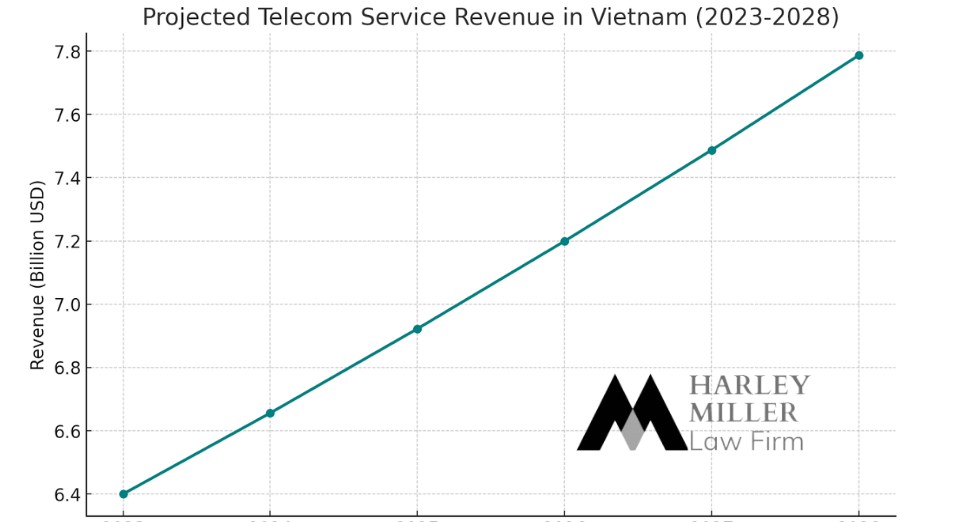 Projected Telecom Service Revenue in Vietnam (2023-2028)
Revenue (Billion USD)
7.8
7.6
7.4
7.2
7.0
6.8
6.6
6.4
HARLEY
MILLER
Law Firm